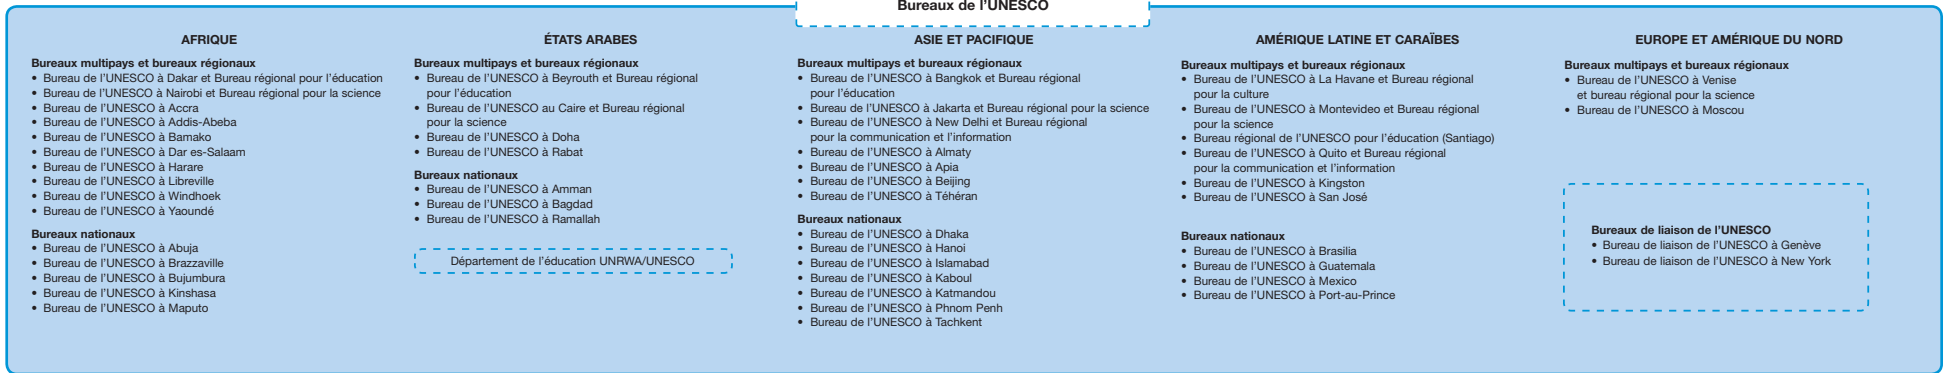 Bureaux de l’UNESCO
AFRIQUE
Bureaux multipays et bureaux régionaux
• Bureau de l’UNESCO à Dakar et Bureau régional pour l’éducation
• Bureau de l’UNESCO à Nairobi et Bureau régional pour la science
• Bureau de l’UNESCO à Accra
• Bureau de l’UNESCO à Addis-Abeba
• Bureau de l’UNESCO à Bamako
• Bureau de l’UNESCO à Dar es-Salaam
• Bureau de l’UNESCO à Harare
• Bureau de l’UNESCO à Libreville
• Bureau de l’UNESCO à Windhoek
• Bureau de l’UNESCO à Yaoundé
Bureaux nationaux
• Bureau de l’UNESCO à Abuja
• Bureau de l’UNESCO à Brazzaville
• Bureau de l’UNESCO à Bujumbura
• Bureau de l’UNESCO à Kinshasa
• Bureau de l’UNESCO à Maputo
ÉTATS ARABES
Bureaux multipays et bureaux régionaux
• Bureau de l’UNESCO à Beyrouth et Bureau régional
pour l’éducation
• Bureau de l’UNESCO au Caire et Bureau régional
pour la science
• Bureau de l’UNESCO à Doha
• Bureau de l’UNESCO à Rabat
Bureaux nationaux
• Bureau de l’UNESCO à Amman
• Bureau de l’UNESCO à Bagdad
• Bureau de l’UNESCO à Ramallah
Département de l’éducation UNRWA/UNESCO
ASIE ET PACIFIQUE
Bureaux multipays et bureaux régionaux
• Bureau de l’UNESCO à Bangkok et Bureau régional
pour l’éducation
• Bureau de l’UNESCO à Jakarta et Bureau régional pour la science
• Bureau de l’UNESCO à New Delhi et Bureau régional
pour la communication et l’information
• Bureau de l’UNESCO à Almaty
• Bureau de l’UNESCO à Apia
• Bureau de l’UNESCO à Beijing
• Bureau de l’UNESCO à Téhéran
Bureaux nationaux
• Bureau de l’UNESCO à Dhaka
• Bureau de l’UNESCO à Hanoi
• Bureau de l’UNESCO à Islamabad
• Bureau de l’UNESCO à Kaboul
• Bureau de l’UNESCO à Katmandou
• Bureau de l’UNESCO à Phnom Penh
• Bureau de l’UNESCO à Tachkent
AMÉRIQUE LATINE ET CARAÏBES
Bureaux multipays et bureaux régionaux
• Bureau de l’UNESCO à La Havane et Bureau régional
pour la culture
• Bureau de l’UNESCO à Montevideo et Bureau régional
pour la science
• Bureau régional de l’UNESCO pour l’éducation (Santiago)
• Bureau de l’UNESCO à Quito et Bureau régional
pour la communication et l’information
• Bureau de l’UNESCO à Kingston
• Bureau de l’UNESCO à San José
Bureaux nationaux
• Bureau de l’UNESCO à Brasilia
• Bureau de l’UNESCO à Guatemala
• Bureau de l’UNESCO à Mexico
• Bureau de l’UNESCO à Port-au-Prince
EUROPE ET AMÉRIQUE DU NORD
Bureaux multipays et bureaux régionaux
• Bureau de l’UNESCO à Venise
et bureau régional pour la science
• Bureau de l’UNESCO à Moscou
Bureaux de liaison de l’UNESCO
• Bureau de liaison de l’UNESCO à Genève
• Bureau de liaison de l’UNESCO à New York